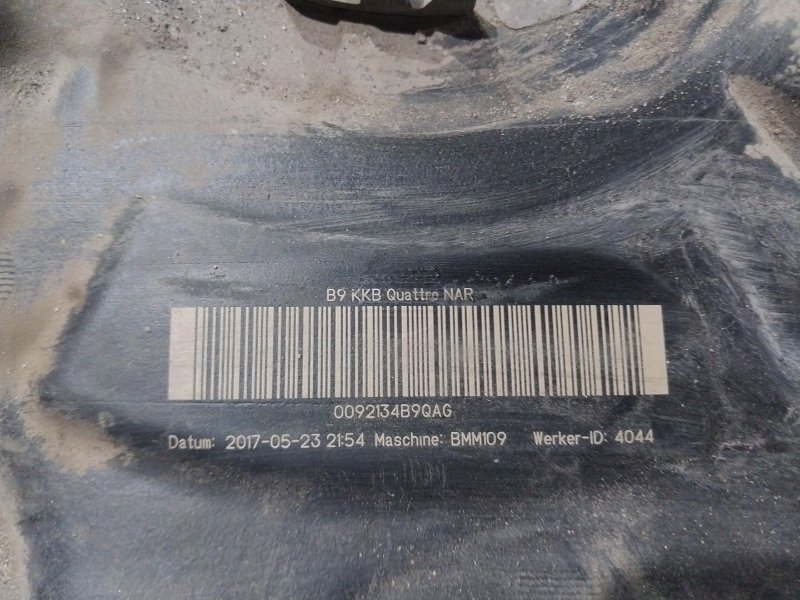 B9 KKB Quattro NAR
0092134B9QAG
Datum: 2017-05-23 21:54 Maschine: BMM109 Werker-ID: 4044